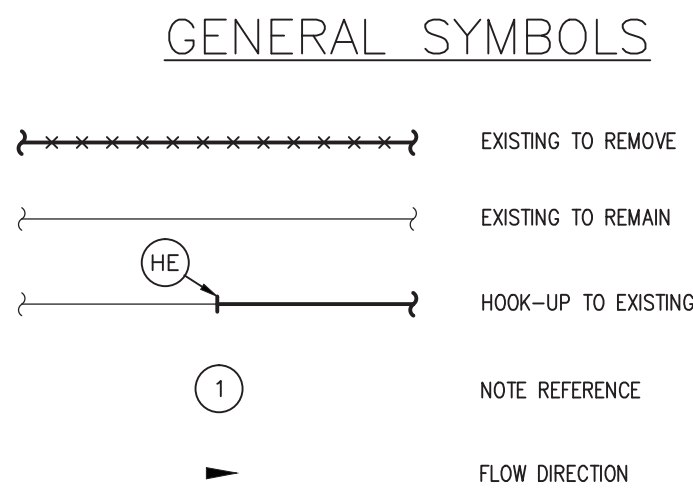 GENERAL SYMBOLS
EXISTING TO REMOVE
EXISTING TO REMAIN
HE
HOOK-UP TO EXISTING
1
NOTE REFERENCE
FLOW DIRECTION